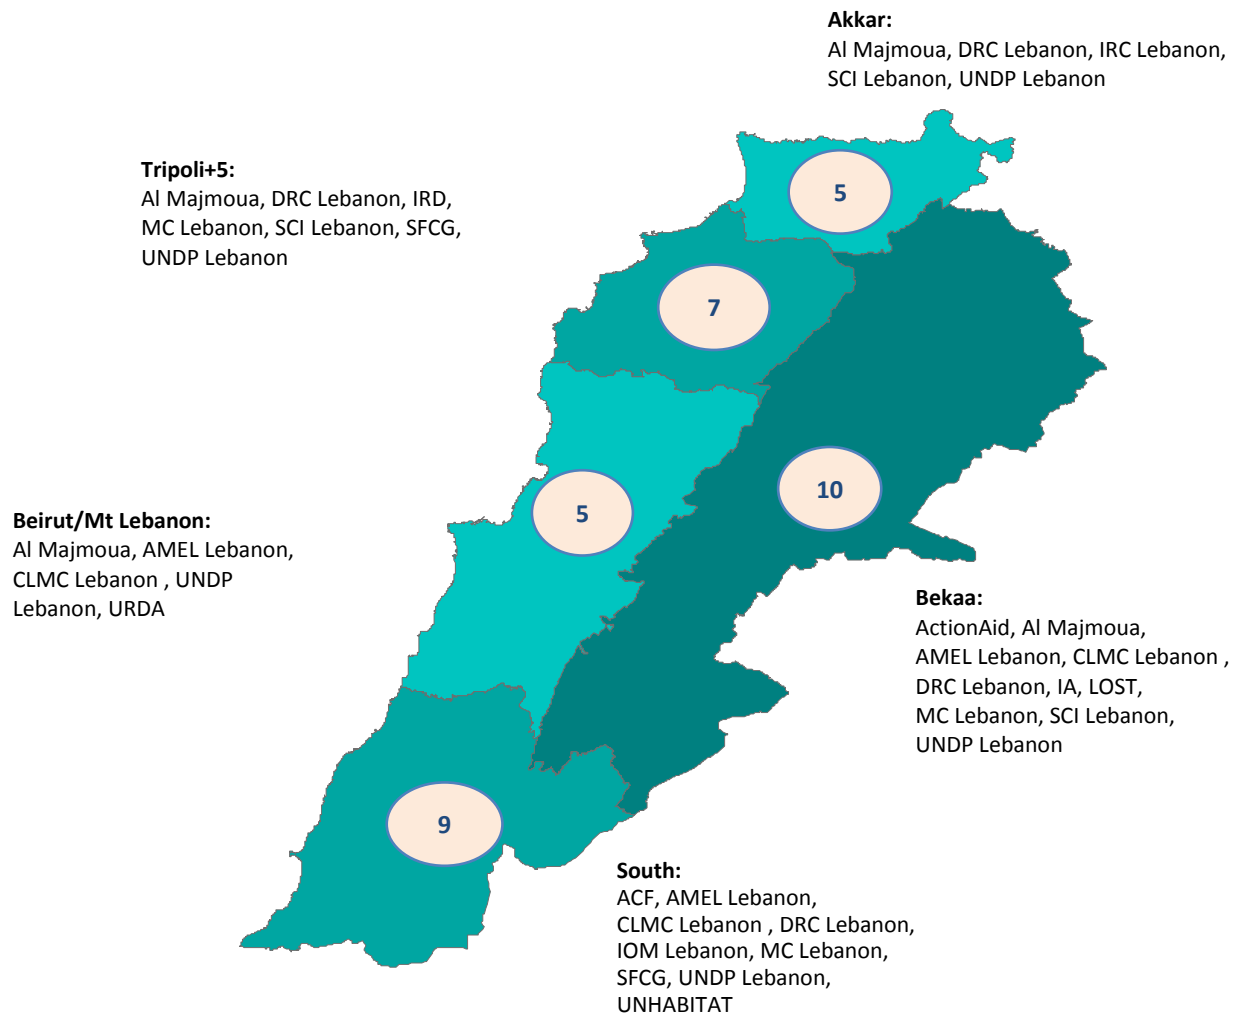 Akkar:
Al Majmoua, DRC Lebanon, IRC Lebanon,
SCI Lebanon, UNDP Lebanon
Tripoli+5:
Al Majmoua, DRC Lebanon, IRD,
MC Lebanon, SCI Lebanon, SFCG,
UNDP Lebanon
5
7
10
5
Beirut/Mt Lebanon:
Al Majmoua, AMEL Lebanon,
CLMC Lebanon , UNDP
Lebanon, URDA
Bekaa:
ActionAid, Al Majmoua,
AMEL Lebanon, CLMC Lebanon ,
DRC Lebanon, IA, LOST,
MC Lebanon, SCI Lebanon,
UNDP Lebanon
9
South:
ACF, AMEL Lebanon,
CLMC Lebanon , DRC Lebanon,
IOM Lebanon, MC Lebanon,
SFCG, UNDP Lebanon,
UNHABITAT